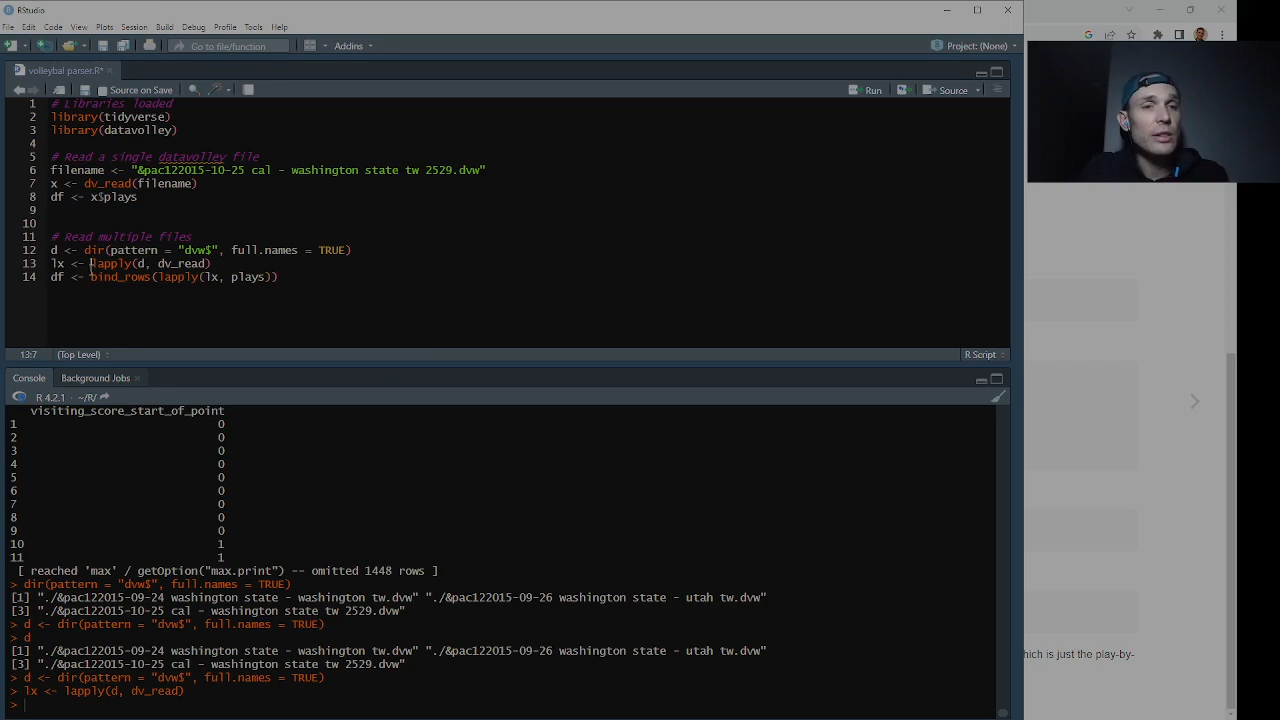 RStudio
File Edit Code View Plots Session Build Debug Profile Tools Help
Go to file/function Addins Project: (None)
volleybal parser.R*
Source on Save Run Source
1 # Libraries loaded
2 library(tidyverse)
3 library(datavolley)
4
5 # Read a single datavolley file
6 filename <- "&pac122015-10-25 cal - washington state tw 2529.dvw"
7 x <- dv_read(filename)
8 df <- x$plays
9
10
11 # Read multiple files
12 d <- dir(pattern = "dvw$", full.names = TRUE)
13 lx <- lapply(d, dv_read)
14 df <- bind_rows(lapply(lx, plays))
13:7 (Top Level) R Script
Console Background Jobs
R 4.2.1 · ~/R/
visiting_score_start_of_point
1 0
2 0
3 0
4 0
5 0
6 0
7 0
8 0
9 0
10 1
11 1
[ reached 'max' / getOption("max.print") -- omitted 1448 rows ]
> dir(pattern = "dvw$", full.names = TRUE)
[1] "./&pac122015-09-24 washington state - washington tw.dvw" "./&pac122015-09-26 washington state - utah tw.dvw"
[3] "./&pac122015-10-25 cal - washington state tw 2529.dvw"
> d <- dir(pattern = "dvw$", full.names = TRUE)
> d
[1] "./&pac122015-09-24 washington state - washington tw.dvw" "./&pac122015-09-26 washington state - utah tw.dvw"
[3] "./&pac122015-10-25 cal - washington state tw 2529.dvw"
> d <- dir(pattern = "dvw$", full.names = TRUE)
> lx <- lapply(d, dv_read)
>
which is just the play-by-